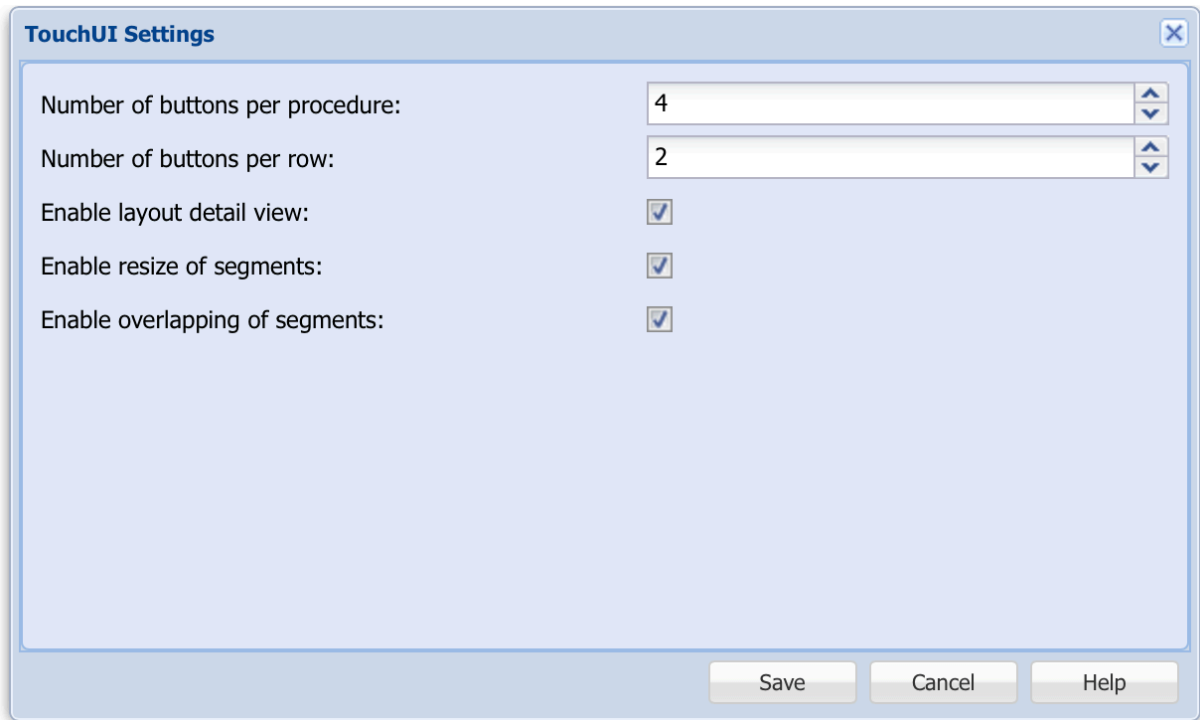 TouchUI Settings
Number of buttons per procedure: 4
Number of buttons per row: 2
Enable layout detail view:
Enable resize of segments:
Enable overlapping of segments:
Save Cancel Help